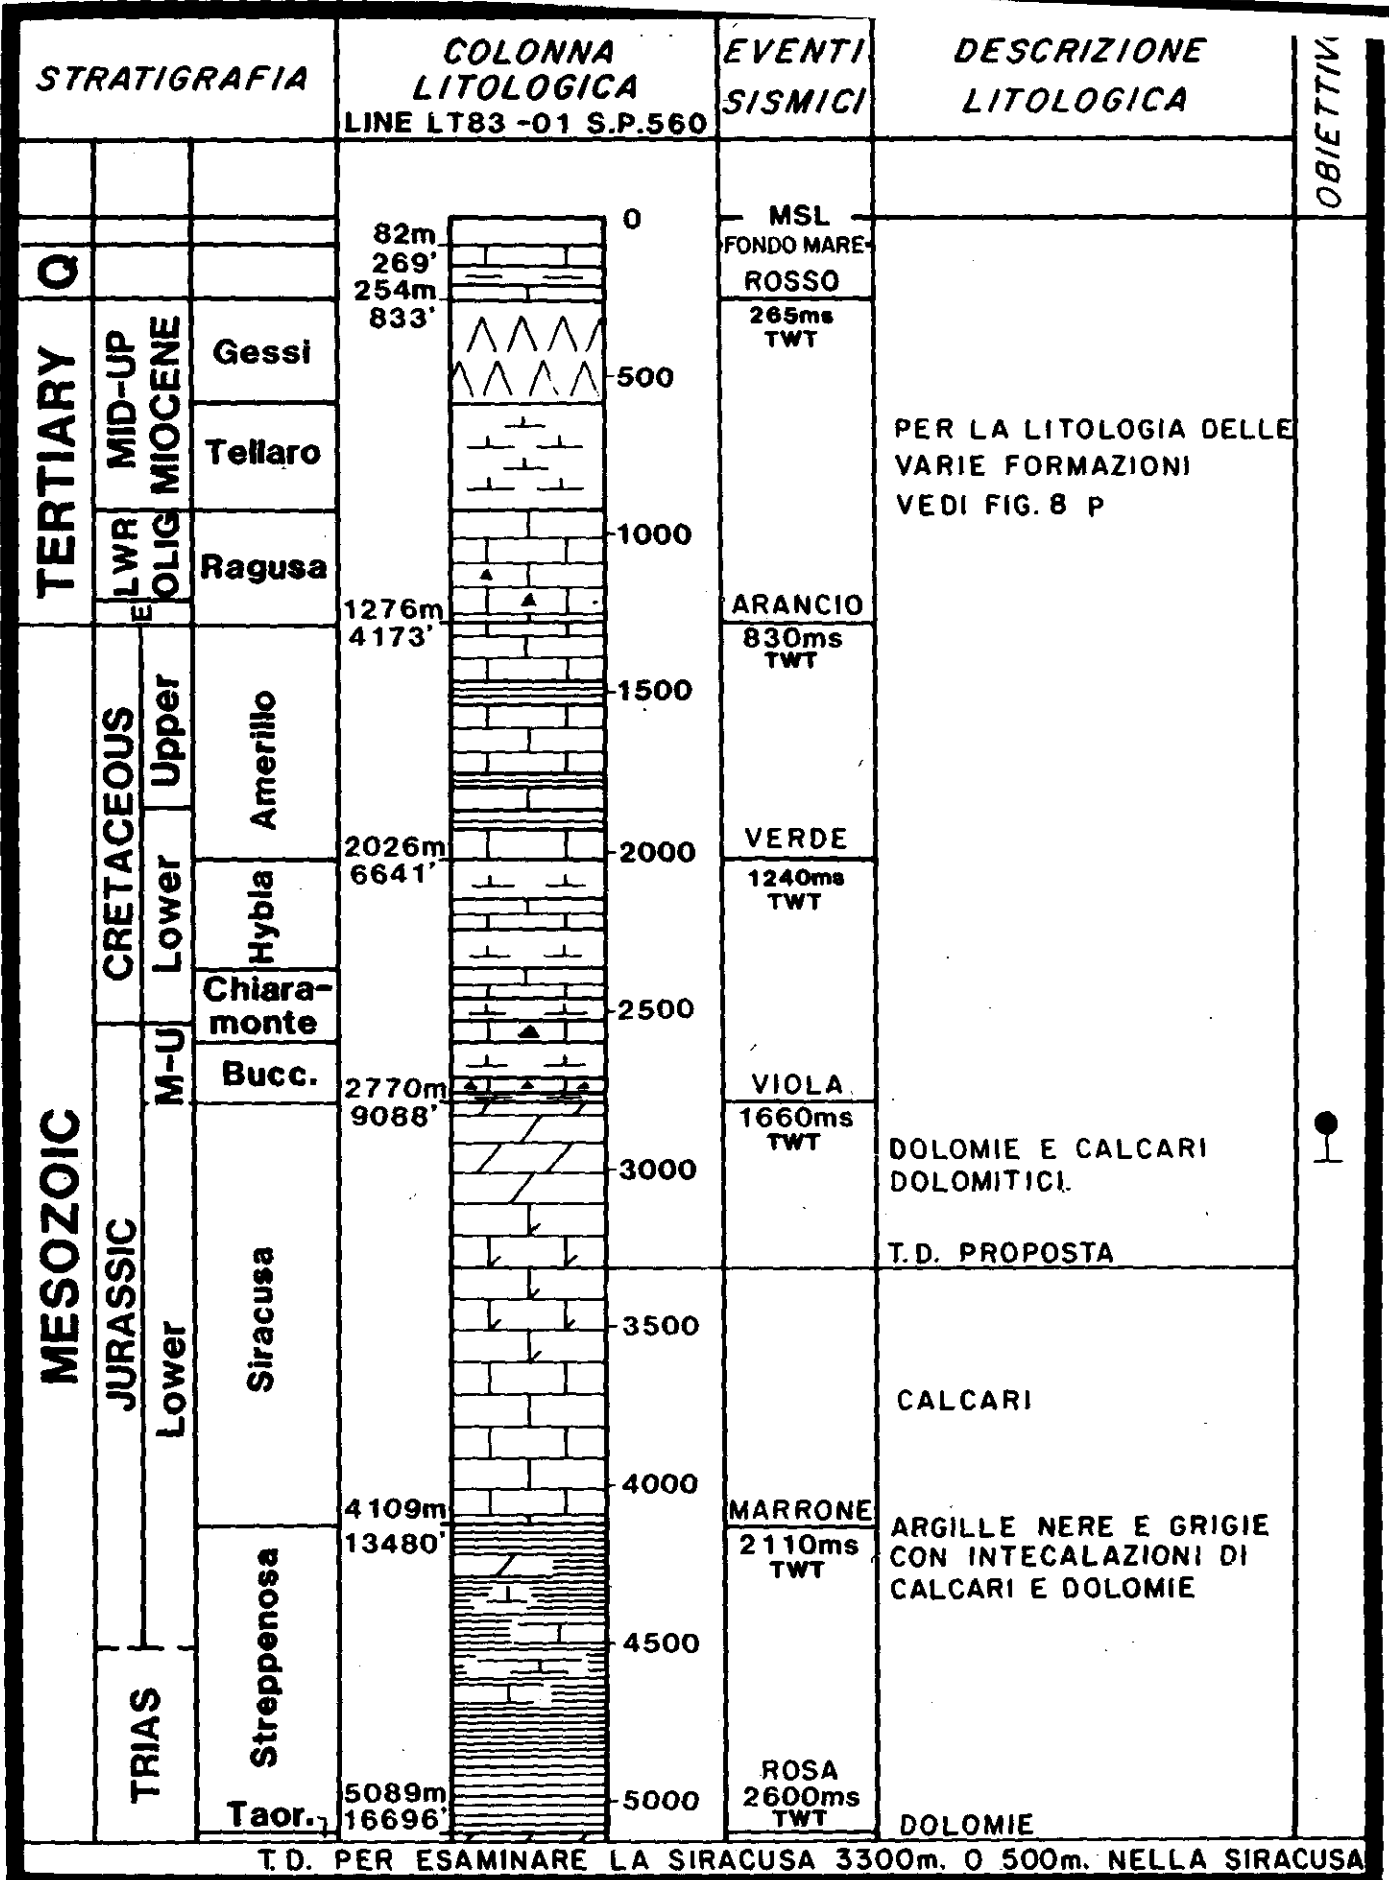 STRATIGRAFIA
COLONNA
LITOLOGICA
LINE LT83-01 S.P.560
EVENTI
SISMICI
DESCRIZIONE
LITOLOGICA
OBIETTIVI
0
MSL
82m
269'
FONDO MARE
Q
254m
833'
ROSSO
265ms
TWT
TERTIARY
MID-UP
MIOCENE
Gessi
500
Tellaro
PER LA LITOLOGIA DELLE
VARIE FORMAZIONI
VEDI FIG. 8 P
LWR
OLIG
Ragusa
1000
E
1276m
4173'
ARANCIO
830ms
TWT
MESOZOIC
CRETACEOUS
Upper
Amerillo
1500
2026m
6641'
2000
VERDE
1240ms
TWT
Lower
Hybla
Chiara-
monte
2500
JURASSIC
M-U
Bucc.
2770m
9088'
VIOLA
1660ms
TWT
DOLOMIE E CALCARI
DOLOMITICI.
3000
T.D. PROPOSTA
Lower
Siracusa
3500
CALCARI
4000
4109m
13480'
MARRONE
2110ms
TWT
ARGILLE NERE E GRIGIE
CON INTECALAZIONI DI
CALCARI E DOLOMIE
Streppenosa
4500
TRIAS
5089m
16696'
5000
ROSA
2600ms
TWT
Taor.
DOLOMIE
T.D. PER ESAMINARE LA SIRACUSA 3300m. O 500m. NELLA SIRACUSA